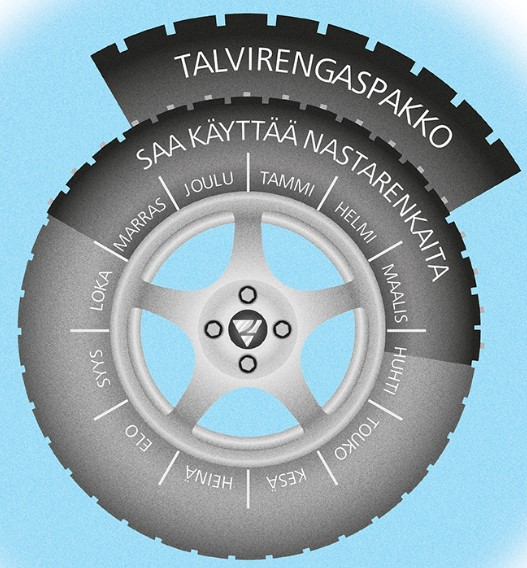 TALVIRENGASPAKKO
SAA KÄYTTÄÄ NASTARENKAITA
TAMMI
HELMI
MAALIS
HUHTI
TOUKO
KESÄ
HEINÄ
ELO
SYYS
LOKA
MARRAS
JOULU